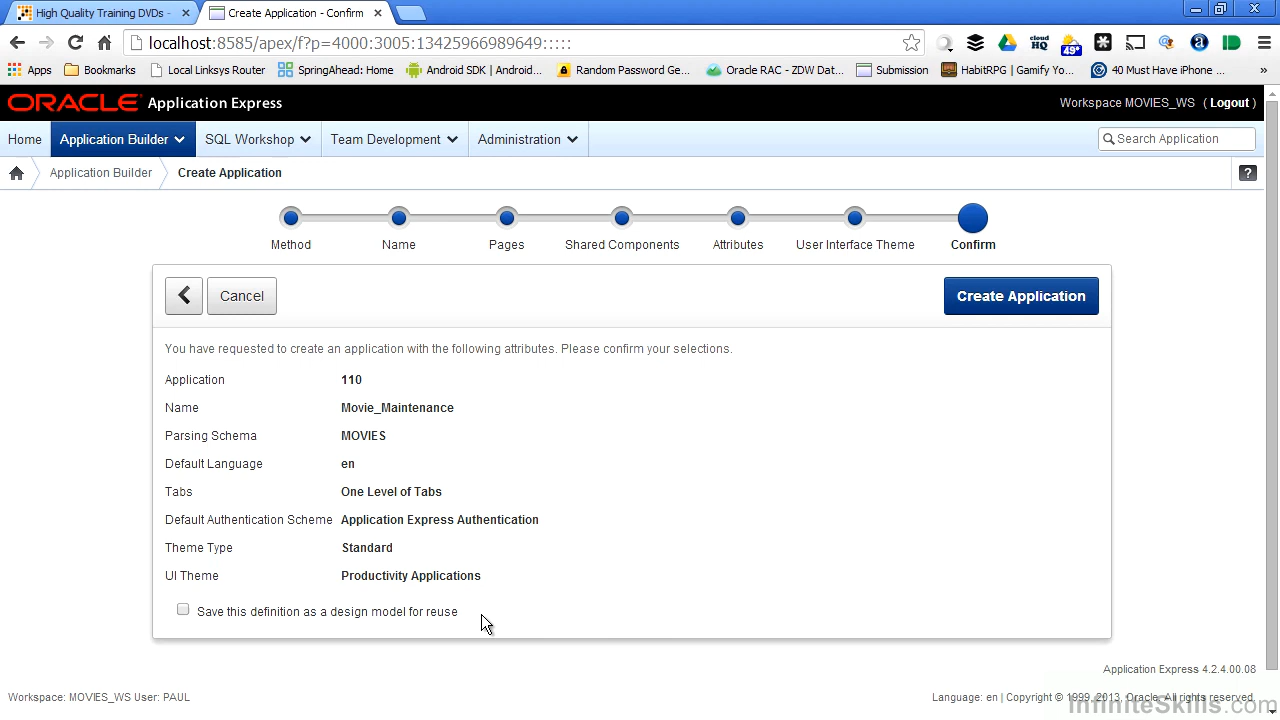 High Quality Training DVDs -
Create Application - Confirm
localhost:8585/apex/f?p=4000:3005:13425966989649:::::
Apps Bookmarks Local Linksys Router SpringAhead: Home Android SDK | Android... Random Password Ge... Oracle RAC - ZDW Dat... Submission HabitRPG | Gamify Yo... 40 Must Have iPhone ... »
cloud HQ
49°
ORACLE Application Express
Workspace MOVIES_WS ( Logout )
Home Application Builder SQL Workshop Team Development Administration Search Application
Application Builder Create Application ?
Method Name Pages Shared Components Attributes User Interface Theme Confirm
Cancel Create Application
You have requested to create an application with the following attributes. Please confirm your selections.
Application 110
Name Movie_Maintenance
Parsing Schema MOVIES
Default Language en
Tabs One Level of Tabs
Default Authentication Scheme Application Express Authentication
Theme Type Standard
UI Theme Productivity Applications
Save this definition as a design model for reuse
Application Express 4.2.4.00.08
Workspace: MOVIES_WS User: PAUL
Language: en | Copyright © 1999, 2013, Oracle. All rights reserved.
InfiniteSkills.com